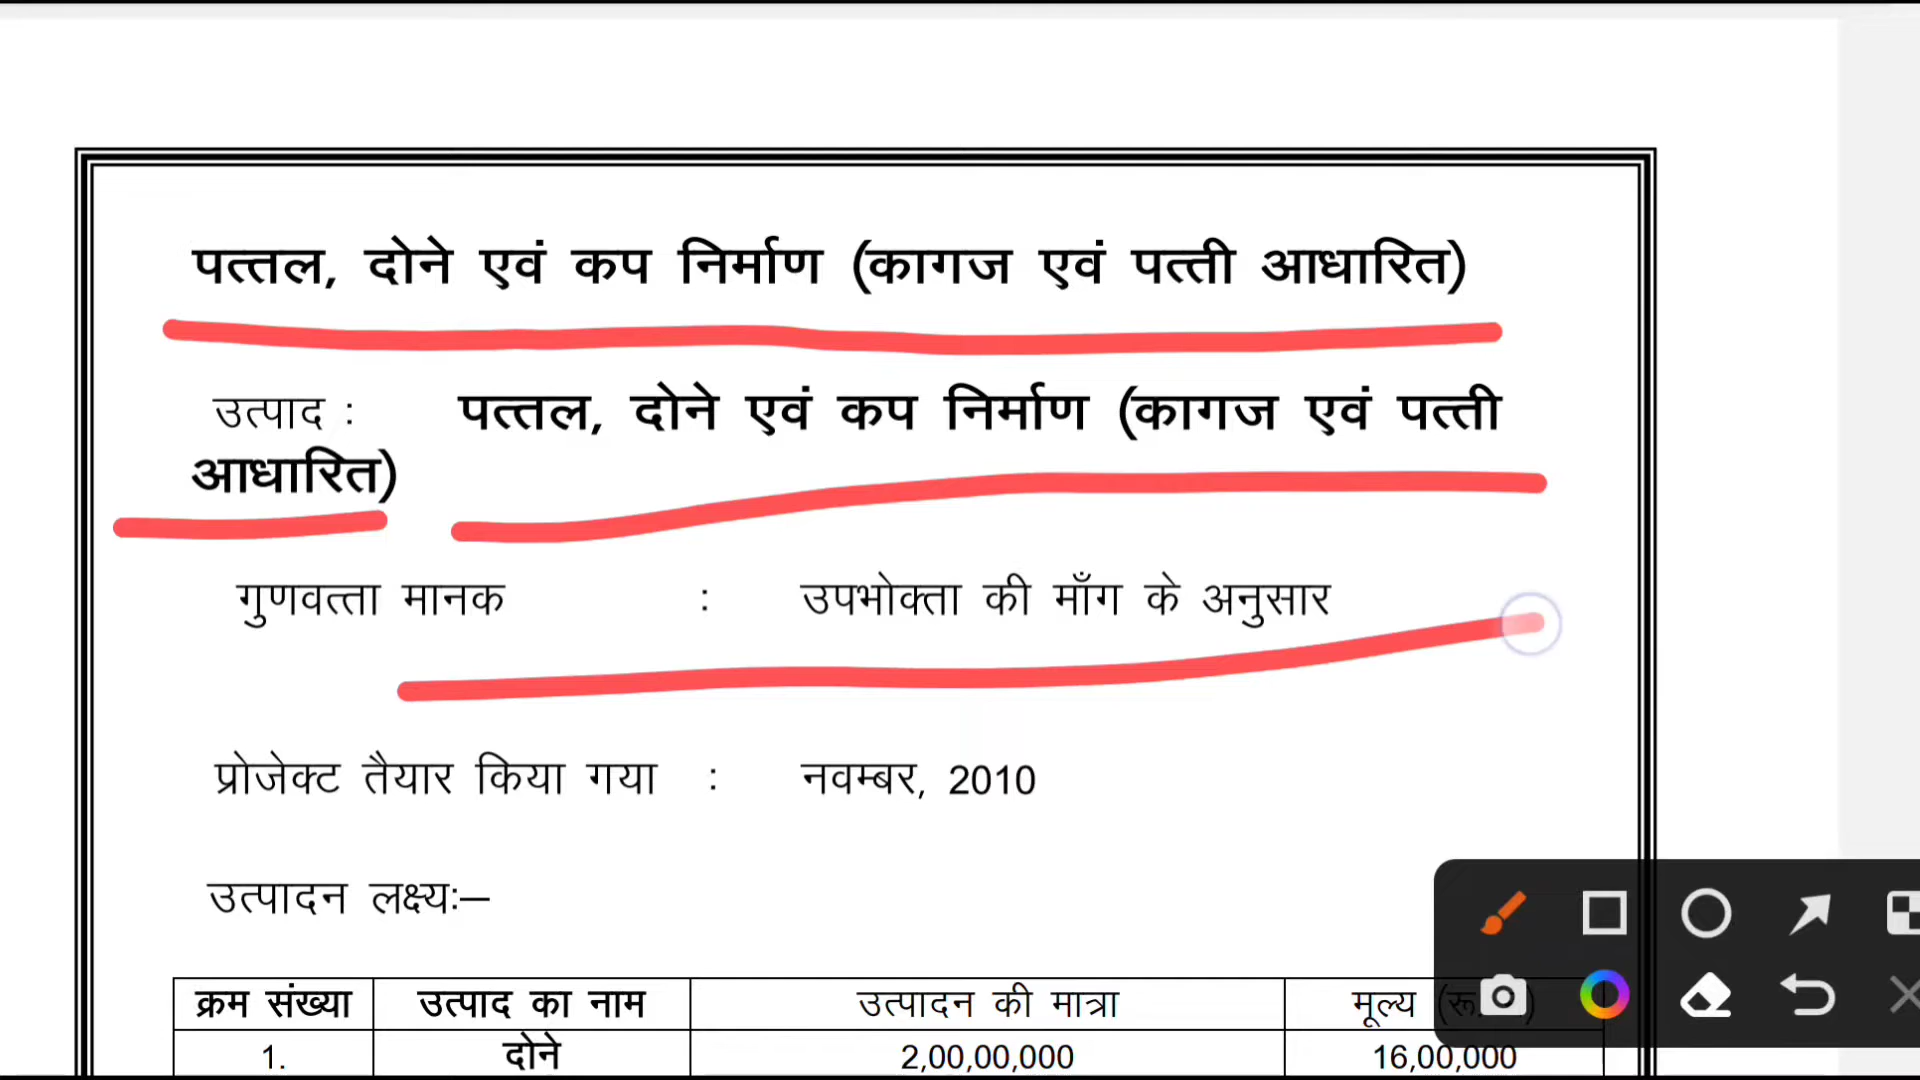 पत्तल, दोने एवं कप निर्माण (कागज एवं पत्ती आधारित)
उत्पाद : पत्तल, दोने एवं कप निर्माण (कागज एवं पत्ती
आधारित)
गुणवत्ता मानक : उपभोक्ता की माँग के अनुसार
प्रोजेक्ट तैयार किया गया : नवम्बर, 2010
उत्पादन लक्ष्य:–
क्रम संख्या उत्पाद का नाम उत्पादन की मात्रा मूल्य
1. दोने 2,00,00,000 16,00,000